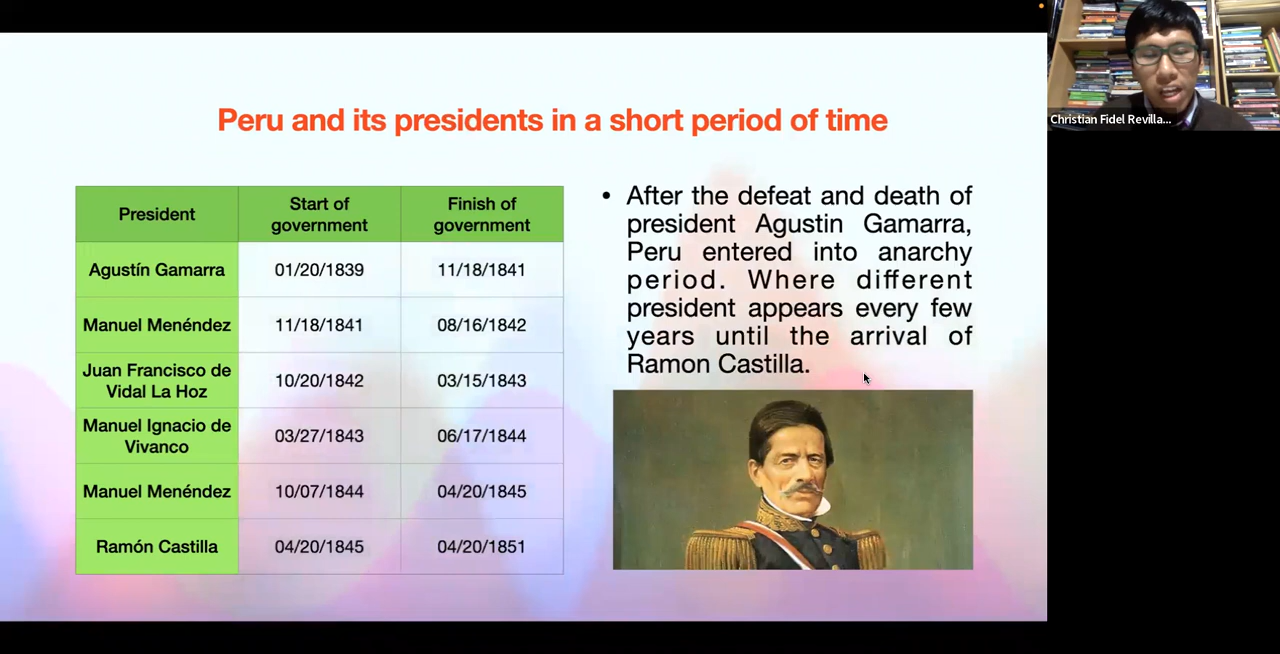 Peru and its presidents in a short period of time
President
Start of
government
Finish of
government
Agustín Gamarra
01/20/1839
11/18/1841
Manuel Menéndez
11/18/1841
08/16/1842
Juan Francisco de
Vidal La Hoz
10/20/1842
03/15/1843
Manuel Ignacio de
Vivanco
03/27/1843
06/17/1844
Manuel Menéndez
10/07/1844
04/20/1845
Ramón Castilla
04/20/1845
04/20/1851
• After the defeat and death of
president Agustin Gamarra,
Peru entered into anarchy
period. Where different
president appears every few
years until the arrival of
Ramon Castilla.
Christian Fidel Revilla...